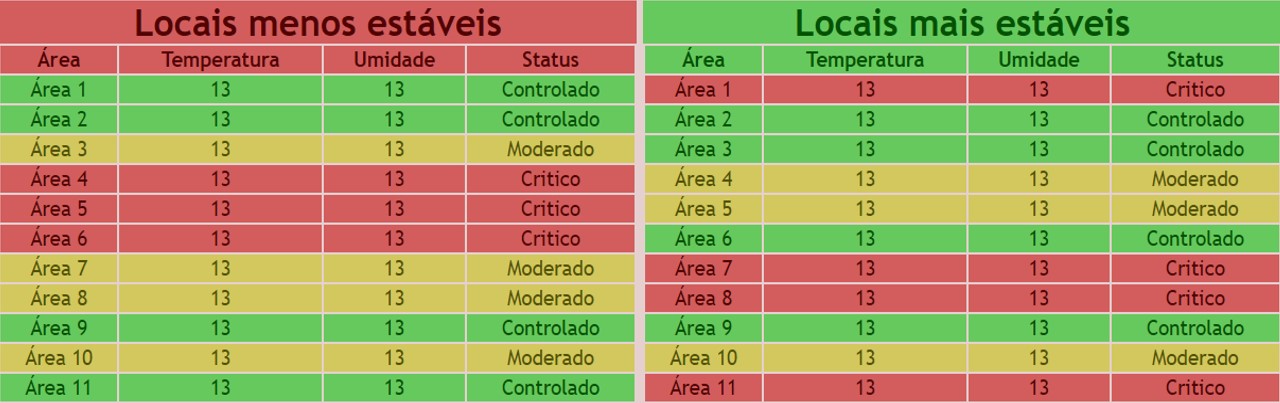 Locais menos estáveis
Área Temperatura Umidade Status
Área 1 13 13 Controlado
Área 2 13 13 Controlado
Área 3 13 13 Moderado
Área 4 13 13 Critico
Área 5 13 13 Critico
Área 6 13 13 Critico
Área 7 13 13 Moderado
Área 8 13 13 Moderado
Área 9 13 13 Controlado
Área 10 13 13 Moderado
Área 11 13 13 Controlado
Locais mais estáveis
Área Temperatura Umidade Status
Área 1 13 13 Critico
Área 2 13 13 Controlado
Área 3 13 13 Controlado
Área 4 13 13 Moderado
Área 5 13 13 Moderado
Área 6 13 13 Controlado
Área 7 13 13 Critico
Área 8 13 13 Critico
Área 9 13 13 Controlado
Área 10 13 13 Moderado
Área 11 13 13 Critico